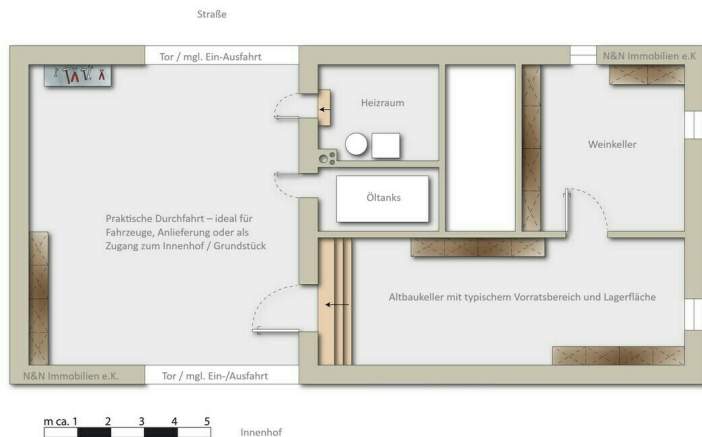 Straße
Tor / mgl. Ein-Ausfahrt
N&N Immobilien e.K
Heizraum
Weinkeller
Öltanks
Praktische Durchfahrt – ideal für
Fahrzeuge, Anlieferung oder als
Zugang zum Innenhof / Grundstück
Altbaukeller mit typischem Vorratsbereich und Lagerfläche
N&N Immobilien e.K.
Tor / mgl. Ein-/Ausfahrt
m ca. 1 2 3 4 5
Innenhof